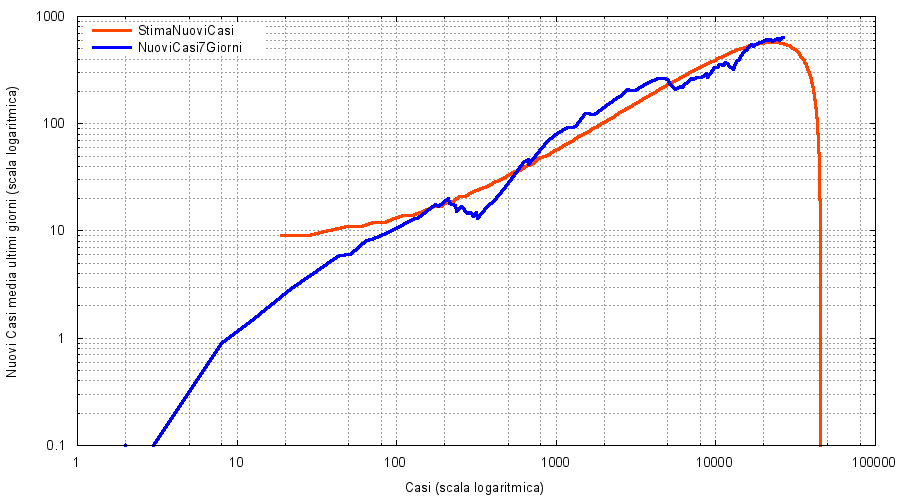 1000
100
10
1
0.1
Nuovi Casi media ultimi giorni (scala logaritmica)
StimaNuoviCasi
NuoviCasi7Giorni
1 10 100 1000 10000 100000
Casi (scala logaritmica)